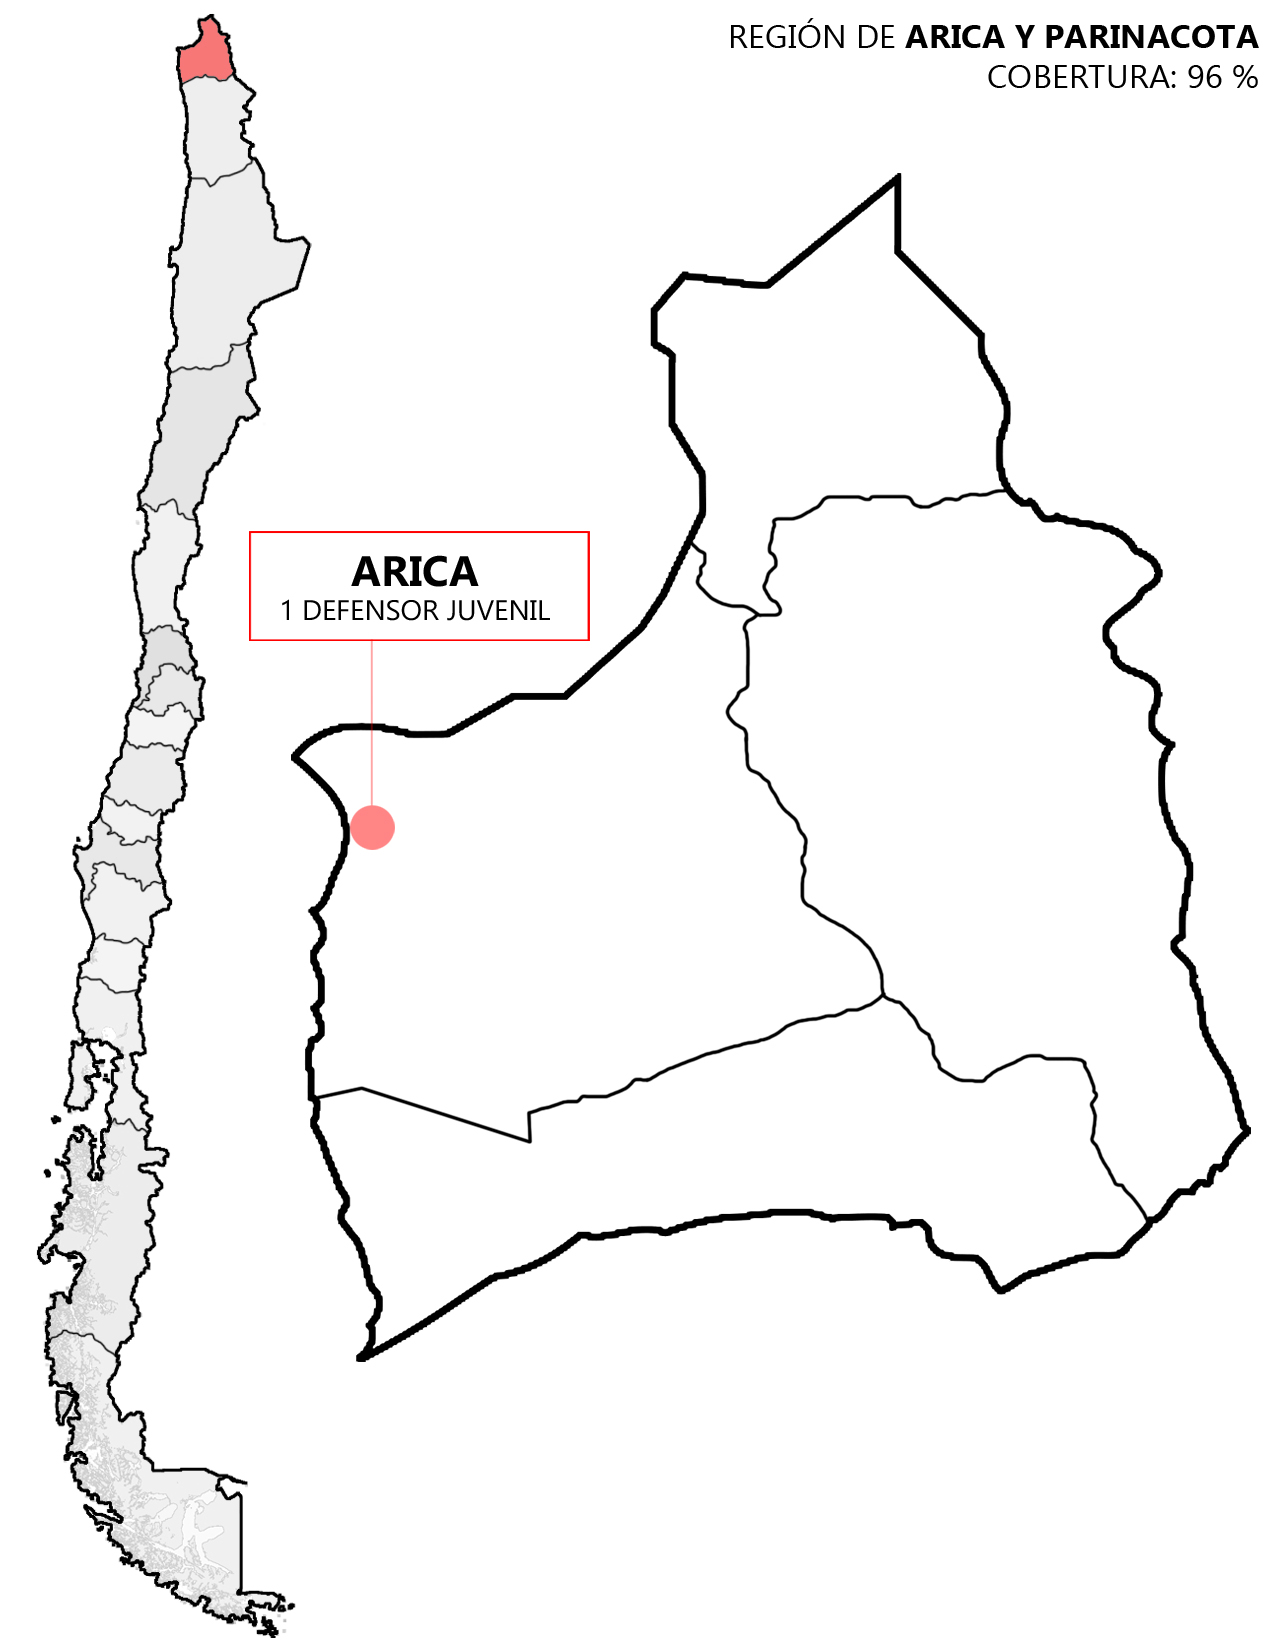 REGIÓN DE ARICA Y PARINACOTA
COBERTURA: 96 %
ARICA
1 DEFENSOR JUVENIL